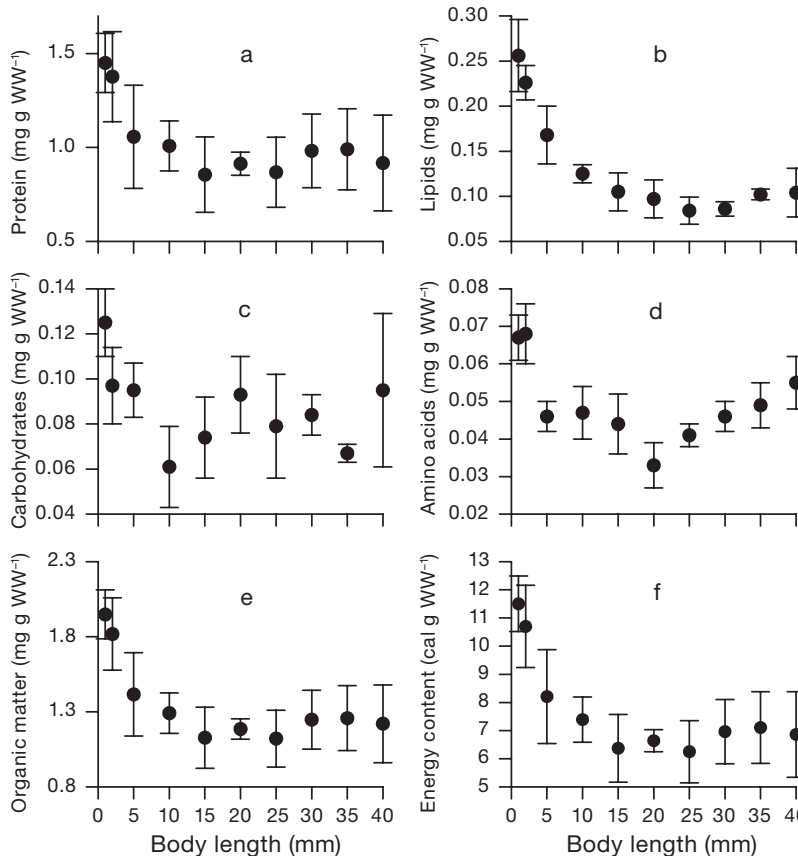 a
Protein (mg g WW⁻¹)
1.5
1.0
0.5
b
Lipids (mg g WW⁻¹)
0.30
0.25
0.20
0.15
0.10
0.05
c
Carbohydrates (mg g WW⁻¹)
0.14
0.12
0.10
0.08
0.06
0.04
d
Amino acids (mg g WW⁻¹)
0.08
0.07
0.06
0.05
0.04
0.03
0.02
e
Organic matter (mg g WW⁻¹)
2.3
1.8
1.3
0.8
0 5 10 15 20 25 30 35 40
Body length (mm)
f
Energy content (cal g WW⁻¹)
13
12
11
10
9
8
7
6
5
0 5 10 15 20 25 30 35
Body length (mm)